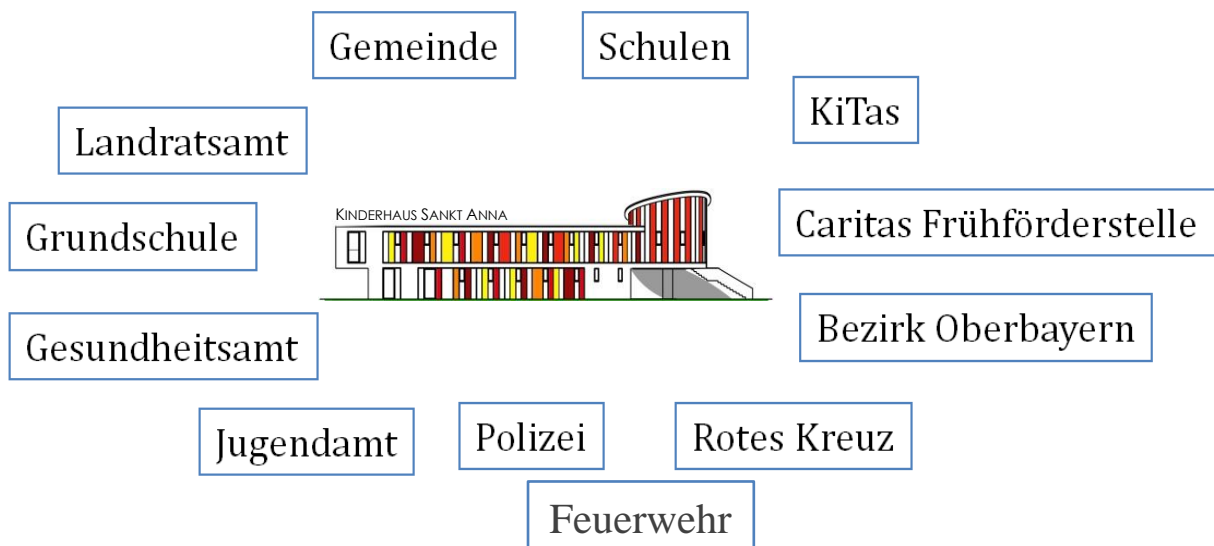 Gemeinde
Schulen
KiTas
Landratsamt
KINDERHAUS SANKT ANNA
Grundschule
Caritas Frühförderstelle
Gesundheitsamt
Bezirk Oberbayern
Jugendamt
Polizei
Rotes Kreuz
Feuerwehr